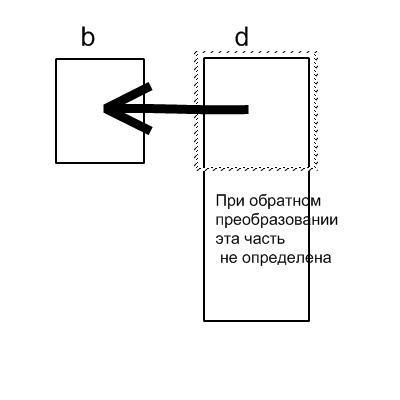 b d
При обратном
преобразовании
эта часть
не определена